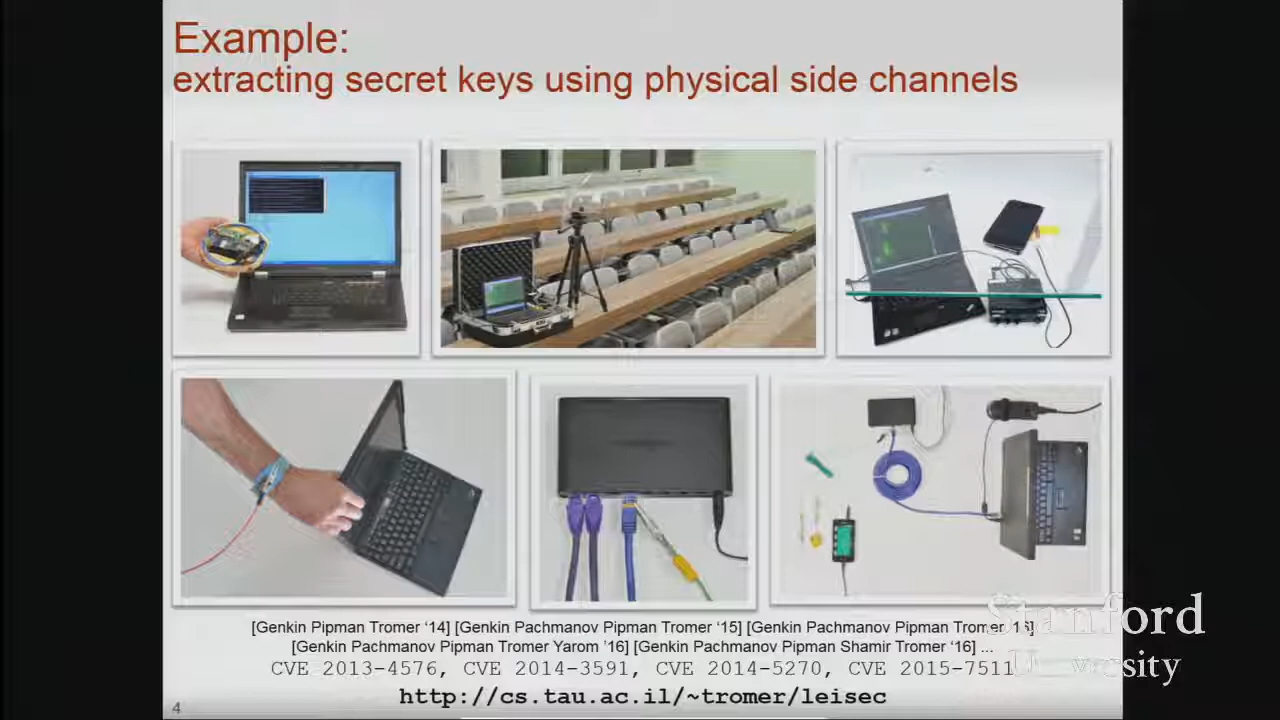 Example:
extracting secret keys using physical side channels
[Genkin Pipman Tromer ‘14] [Genkin Pachmanov Pipman Tromer ‘15] [Genkin Pachmanov Pipman Tromer ‘16]
[Genkin Pachmanov Pipman Tromer Yarom ‘16] [Genkin Pachmanov Pipman Shamir Tromer ‘16] ...
CVE 2013-4576, CVE 2014-3591, CVE 2014-5270, CVE 2015-7511
http://cs.tau.ac.il/~tromer/leisec
4
Stanford
University